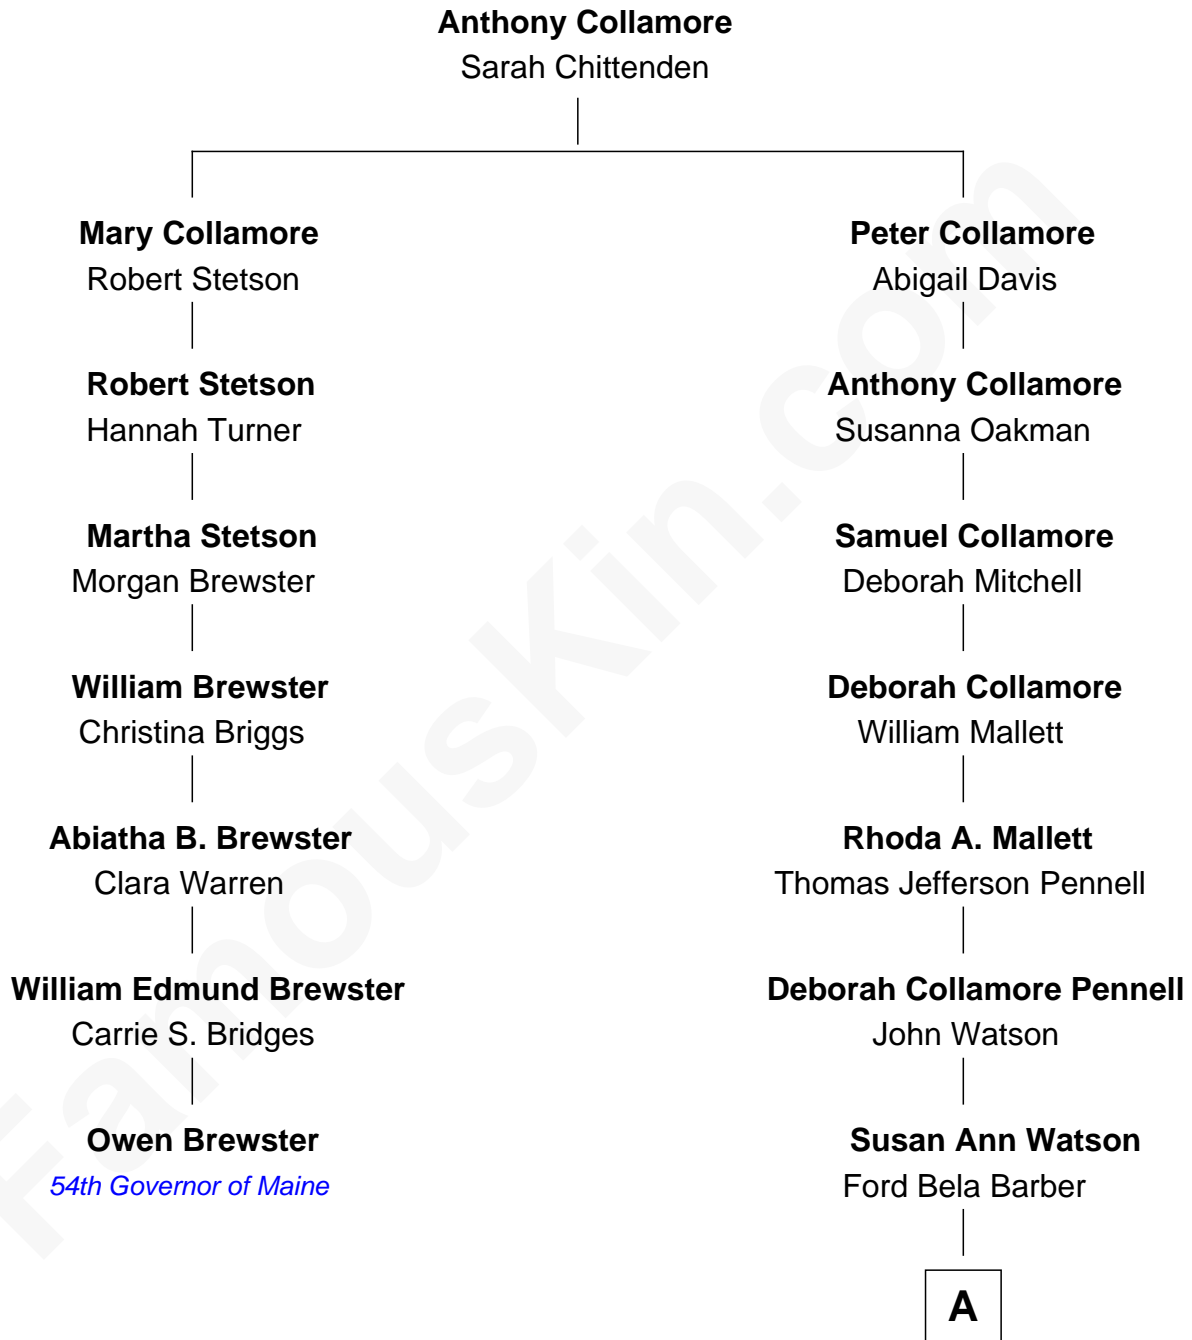 Anthony Collamore
Sarah Chittenden
Mary Collamore
Robert Stetson
Peter Collamore
Abigail Davis
Robert Stetson
Hannah Turner
Anthony Collamore
Susanna Oakman
Martha Stetson
Morgan Brewster
Samuel Collamore
Deborah Mitchell
William Brewster
Christina Briggs
Deborah Collamore
William Mallett
Abiatha B. Brewster
Clara Warren
Rhoda A. Mallett
Thomas Jefferson Pennell
William Edmund Brewster
Carrie S. Bridges
Deborah Collamore Pennell
John Watson
Owen Brewster
54th Governor of Maine
Susan Ann Watson
Ford Bela Barber
A
FamousKin.com